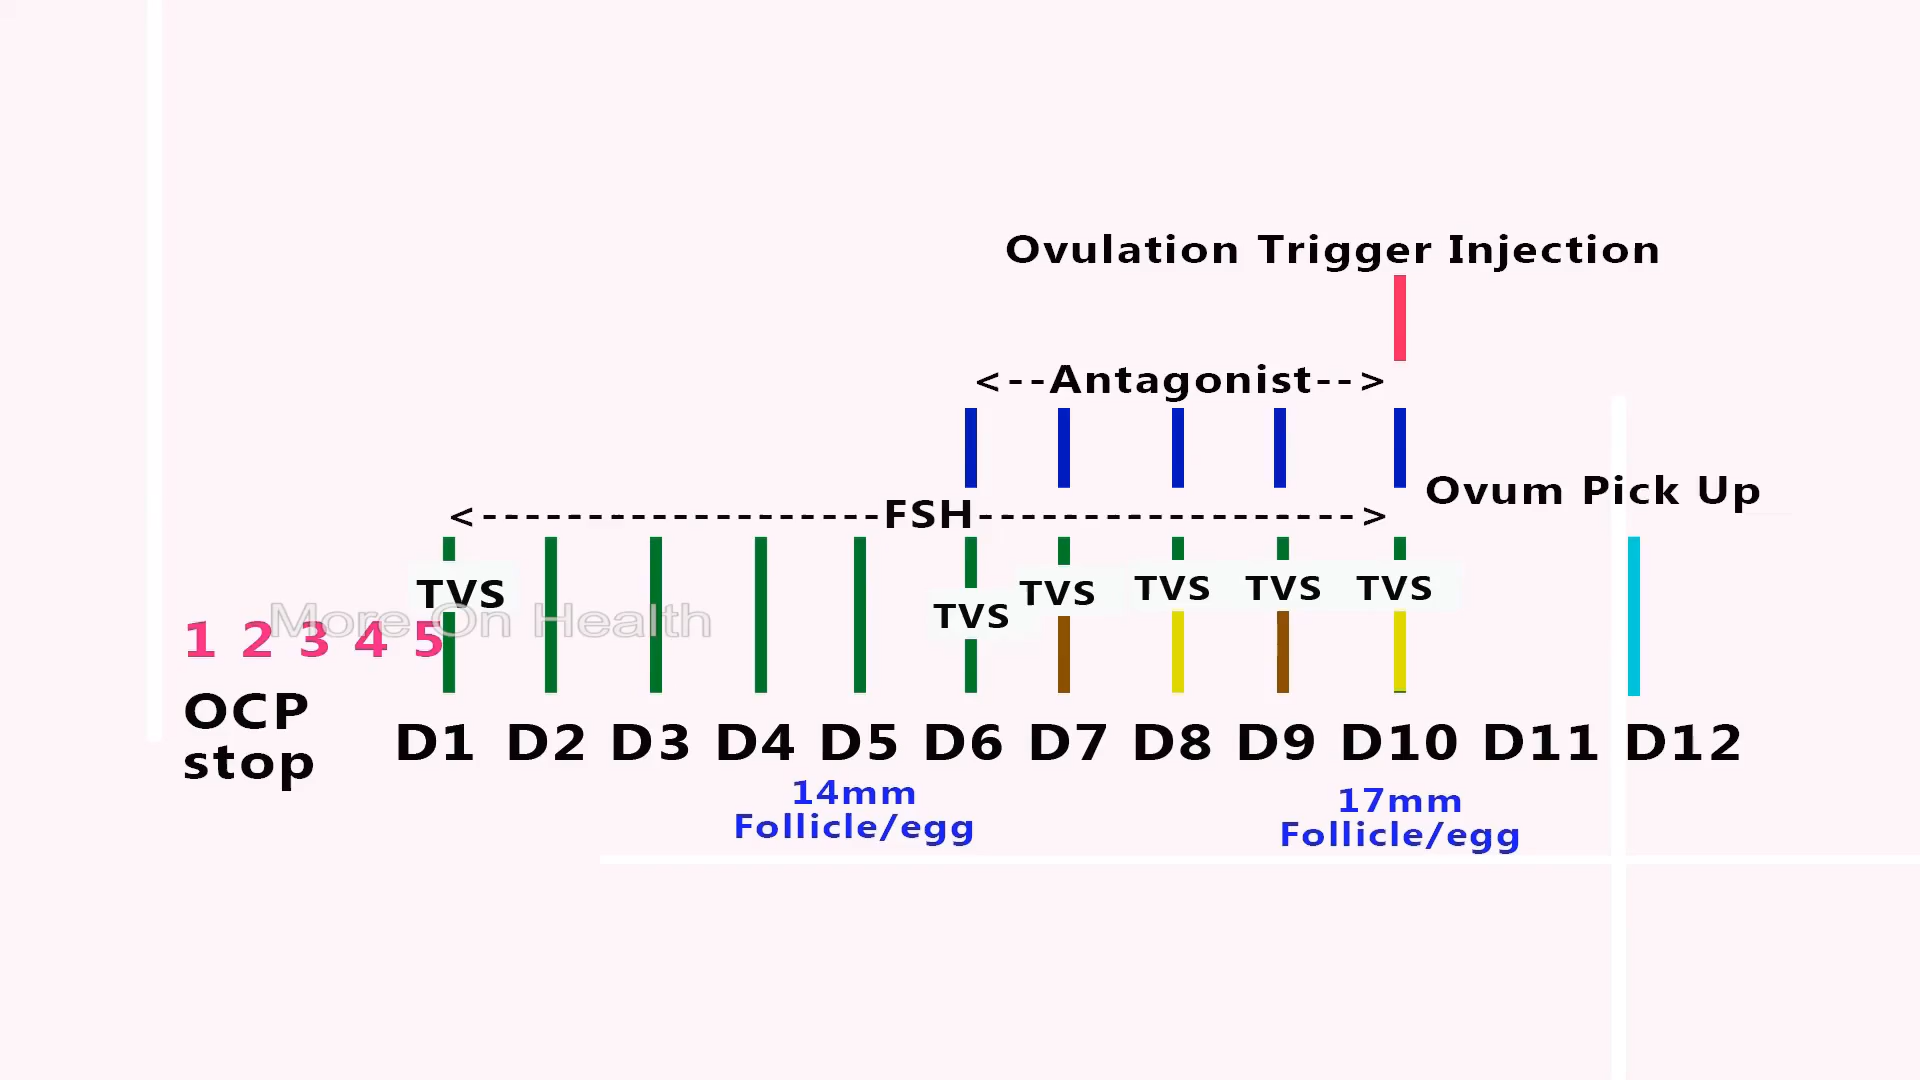 Ovulation Trigger Injection
<--Antagonist-->
Ovum Pick Up
<-------------------FSH------------------>
TVS TVS TVS TVS TVS TVS
More On Health
1 2 3 4 5
OCP
stop
D1 D2 D3 D4 D5 D6 D7 D8 D9 D10 D11 D12
14mm
Follicle/egg
17mm
Follicle/egg